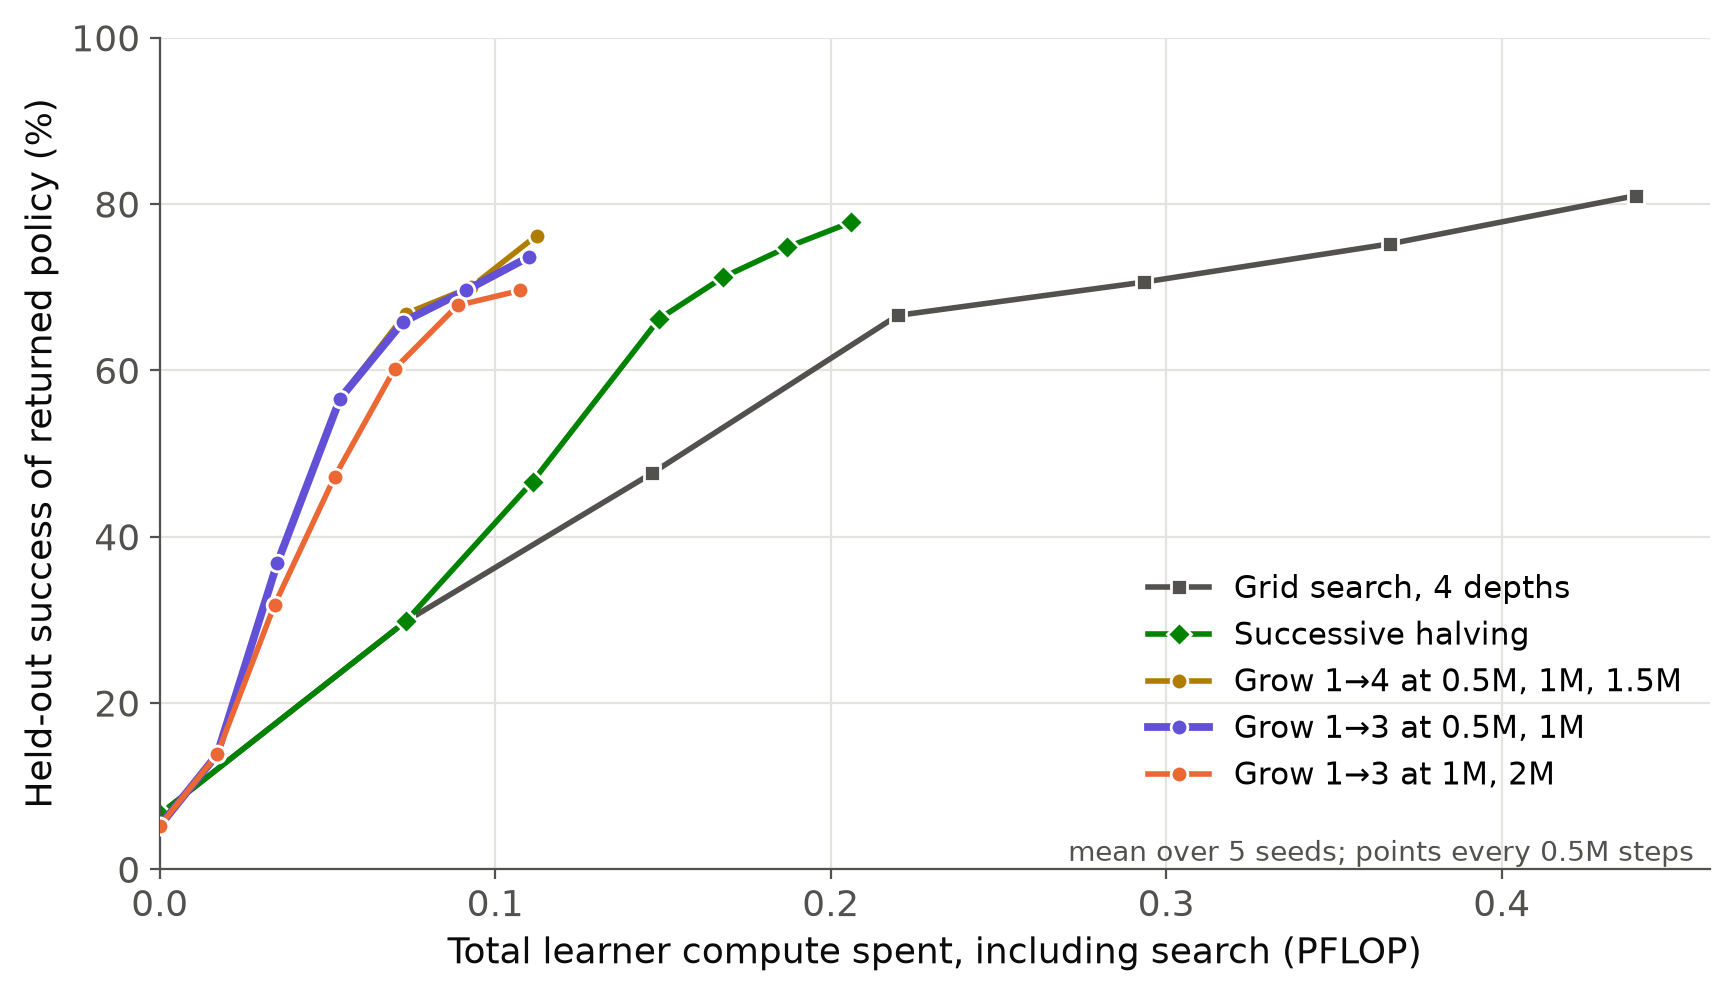 100
80
60
40
20
0
Held-out success of returned policy (%)
Grid search, 4 depths
Successive halving
Grow 1→4 at 0.5M, 1M, 1.5M
Grow 1→3 at 0.5M, 1M
Grow 1→3 at 1M, 2M
mean over 5 seeds; points every 0.5M steps
0.0 0.1 0.2 0.3 0.4
Total learner compute spent, including search (PFLOP)